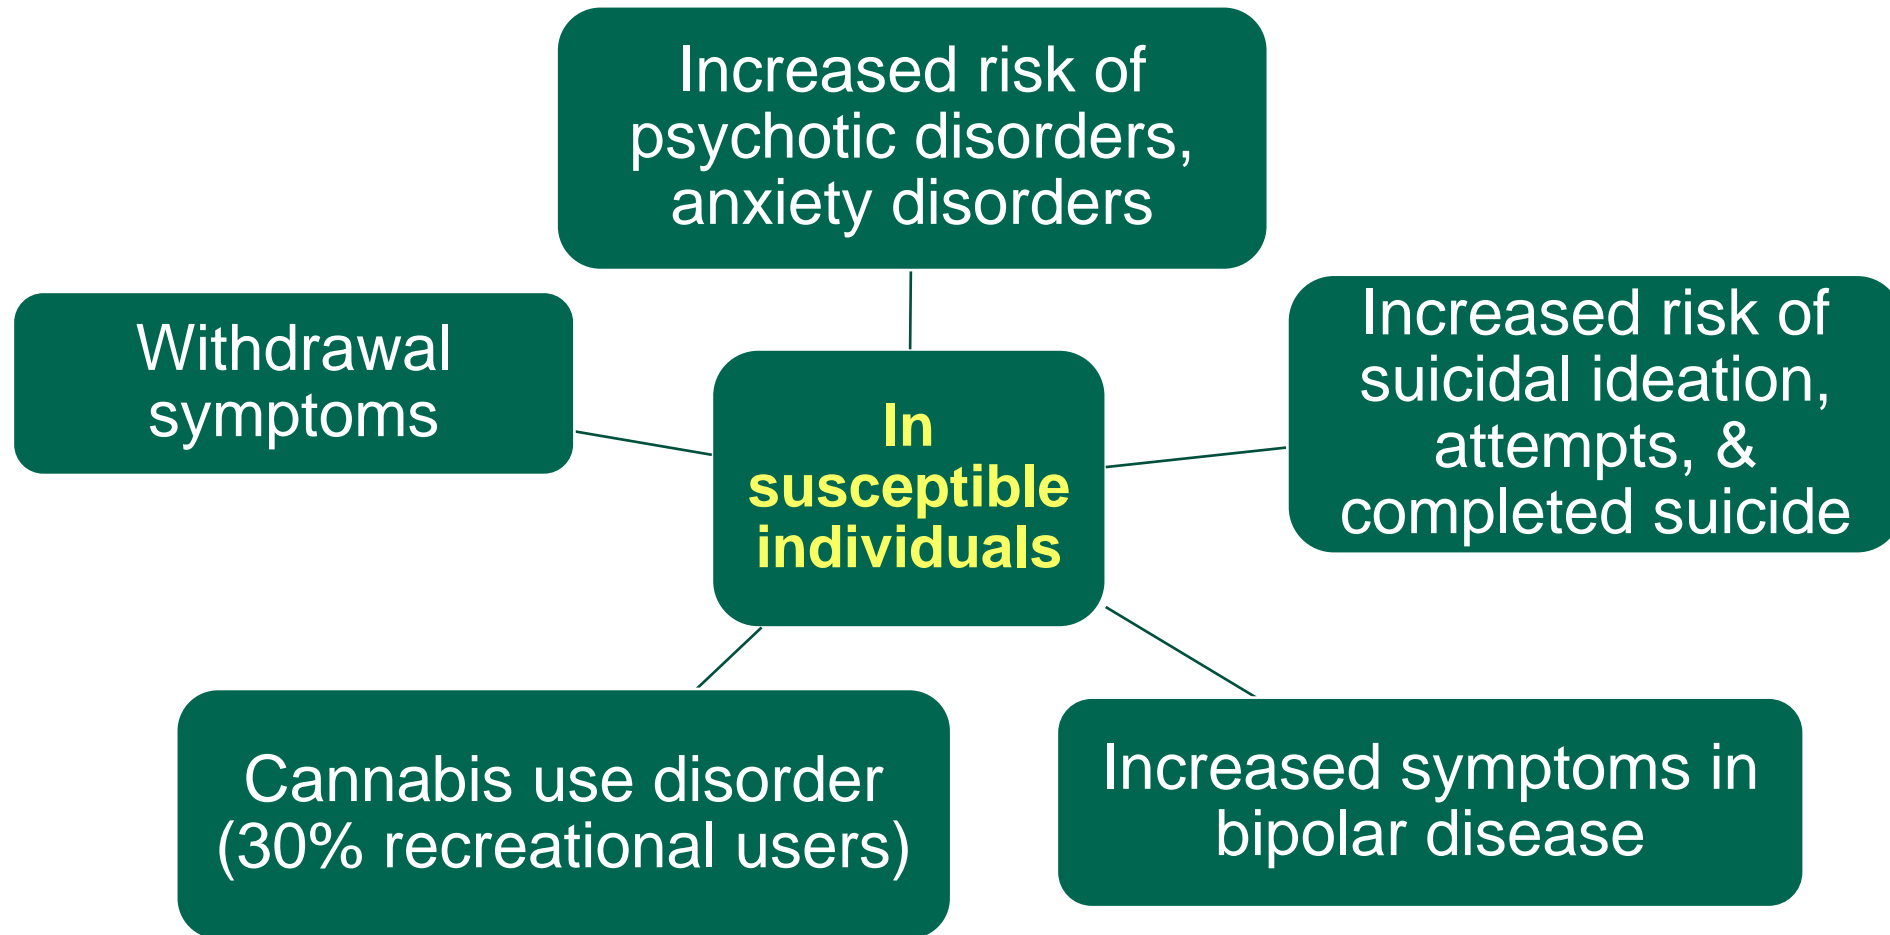 Increased risk of
psychotic disorders,
anxiety disorders
Withdrawal
symptoms
Increased risk of
suicidal ideation,
attempts, &
completed suicide
In
susceptible
individuals
Cannabis use disorder
(30% recreational users)
Increased symptoms in
bipolar disease